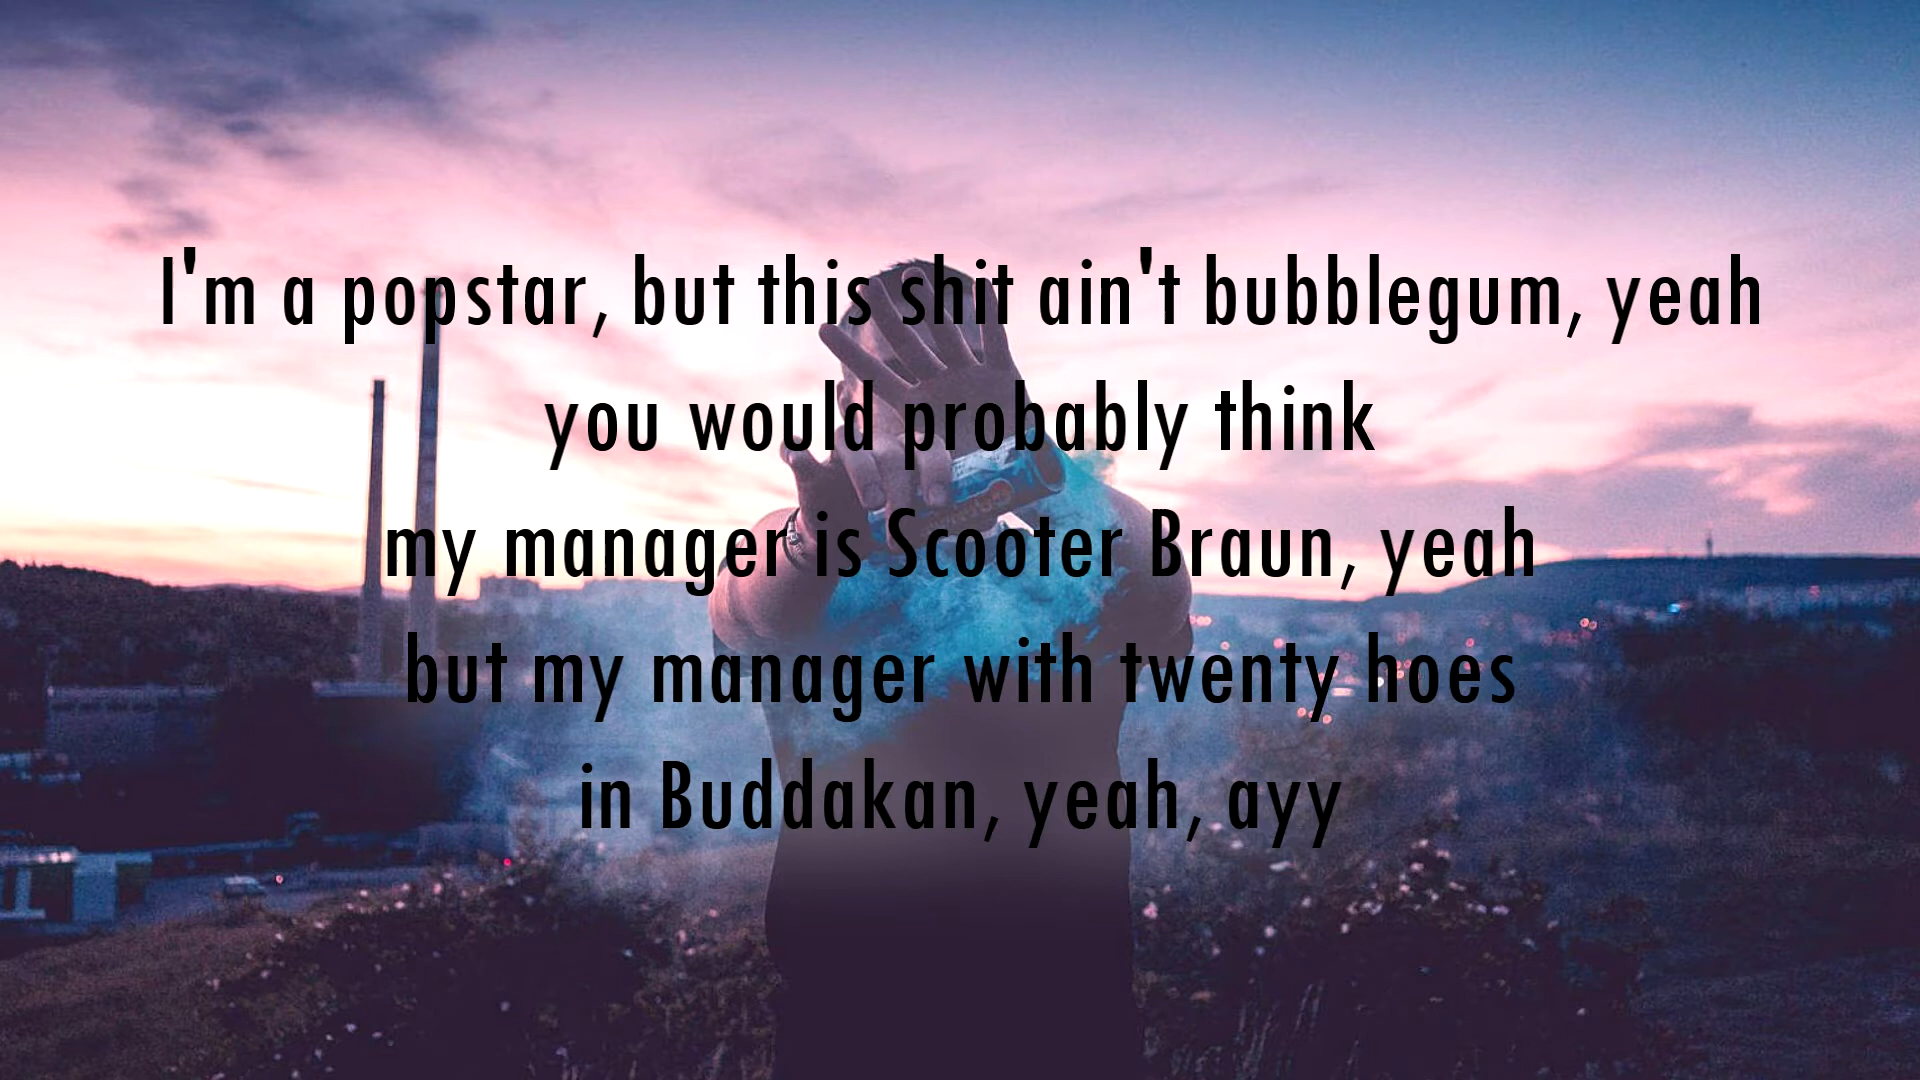 I'm a popstar, but this shit ain't bubblegum, yeah
you would probably think
my manager is Scooter Braun, yeah
but my manager with twenty hoes
in Buddakan, yeah, ayy